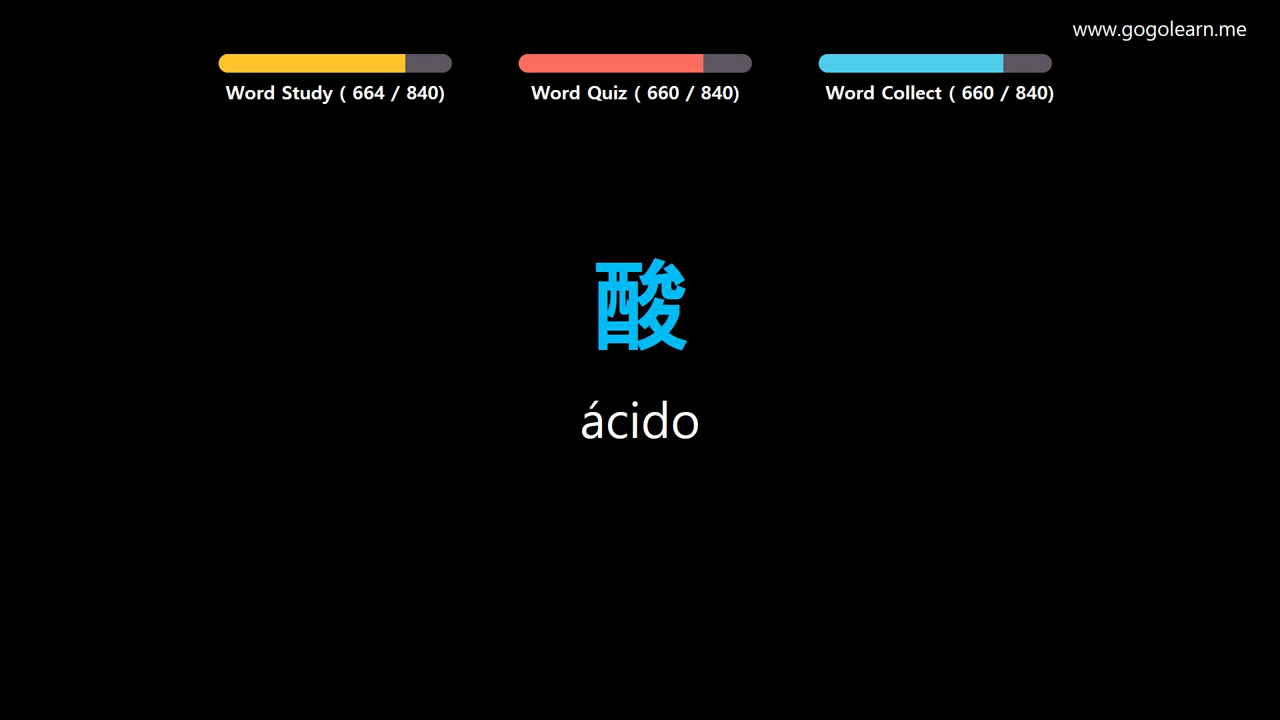 www.gogolearn.me
Word Study ( 664 / 840)
Word Quiz ( 660 / 840)
Word Collect ( 660 / 840)
酸
ácido